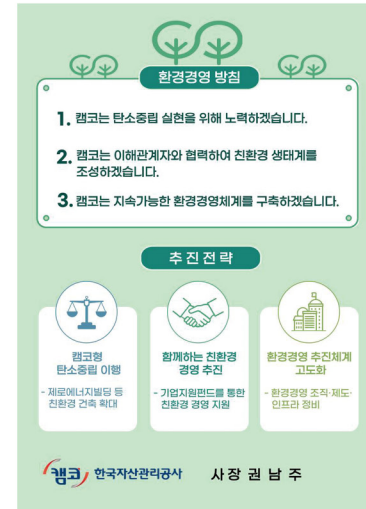 환경경영 방침
1. 캠코는 탄소중립 실현을 위해 노력하겠습니다.
2. 캠코는 이해관계자와 협력하여 친환경 생태계를
조성하겠습니다.
3. 캠코는 지속가능한 환경경영체계를 구축하겠습니다.
추진전략
캠코형
탄소중립 이행
- 제로에너지빌딩 등
친환경 건축 확대
함께하는 친환경
경영 추진
- 기업지원펀드를 통한
친환경 경영 지원
환경경영 추진체계
고도화
- 환경경영 조직·제도·
인프라 정비
캠코 한국자산관리공사 사장 권남주